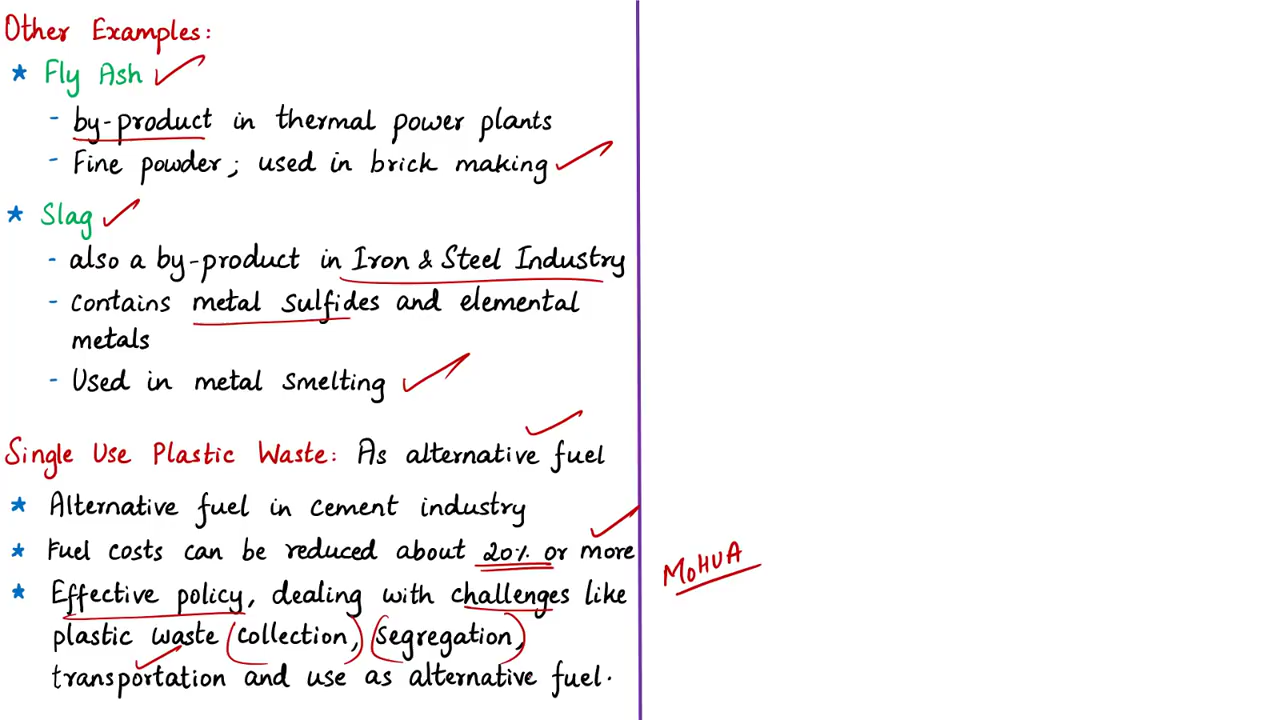 Other Examples:
* Fly Ash
- by-product in thermal power plants
- Fine powder; used in brick making
* Slag
- also a by-product in Iron & Steel Industry
- contains metal sulfides and elemental
metals
- Used in metal smelting
Single Use Plastic Waste: As alternative fuel
* Alternative fuel in cement industry
* Fuel costs can be reduced about 20% or more
* Effective policy, dealing with challenges like
plastic waste collection, segregation,
transportation and use as alternative fuel.
MoHUA